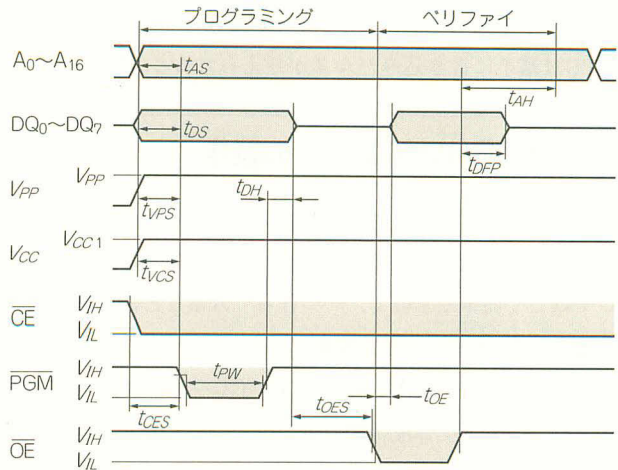 プログラミング ベリファイ
A0～A16
tAS
tAH
DQ0～DQ7
tDS
tDFP
VPP VPP
tVPS
tDH
VCC VCC1
tVCS
CE VIH
VIL
PGM VIH
VIL
tPW
tCES
tOES
tOE
OE VIH
VIL